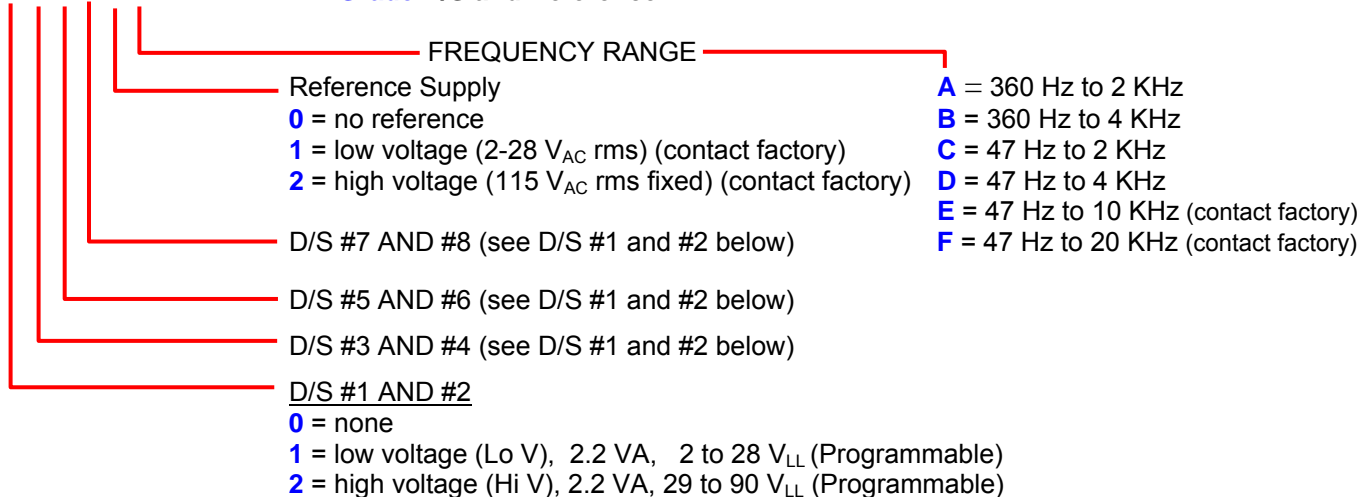 FREQUENCY RANGE
Reference Supply
0 = no reference
1 = low voltage (2-28 VAC rms) (contact factory)
2 = high voltage (115 VAC rms fixed) (contact factory)
A = 360 Hz to 2 KHz
B = 360 Hz to 4 KHz
C = 47 Hz to 2 KHz
D = 47 Hz to 4 KHz
E = 47 Hz to 10 KHz (contact factory)
F = 47 Hz to 20 KHz (contact factory)
D/S #7 AND #8 (see D/S #1 and #2 below)
D/S #5 AND #6 (see D/S #1 and #2 below)
D/S #3 AND #4 (see D/S #1 and #2 below)
D/S #1 AND #2
0 = none
1 = low voltage (Lo V), 2.2 VA, 2 to 28 VLL (Programmable)
2 = high voltage (Hi V), 2.2 VA, 29 to 90 VLL (Programmable)